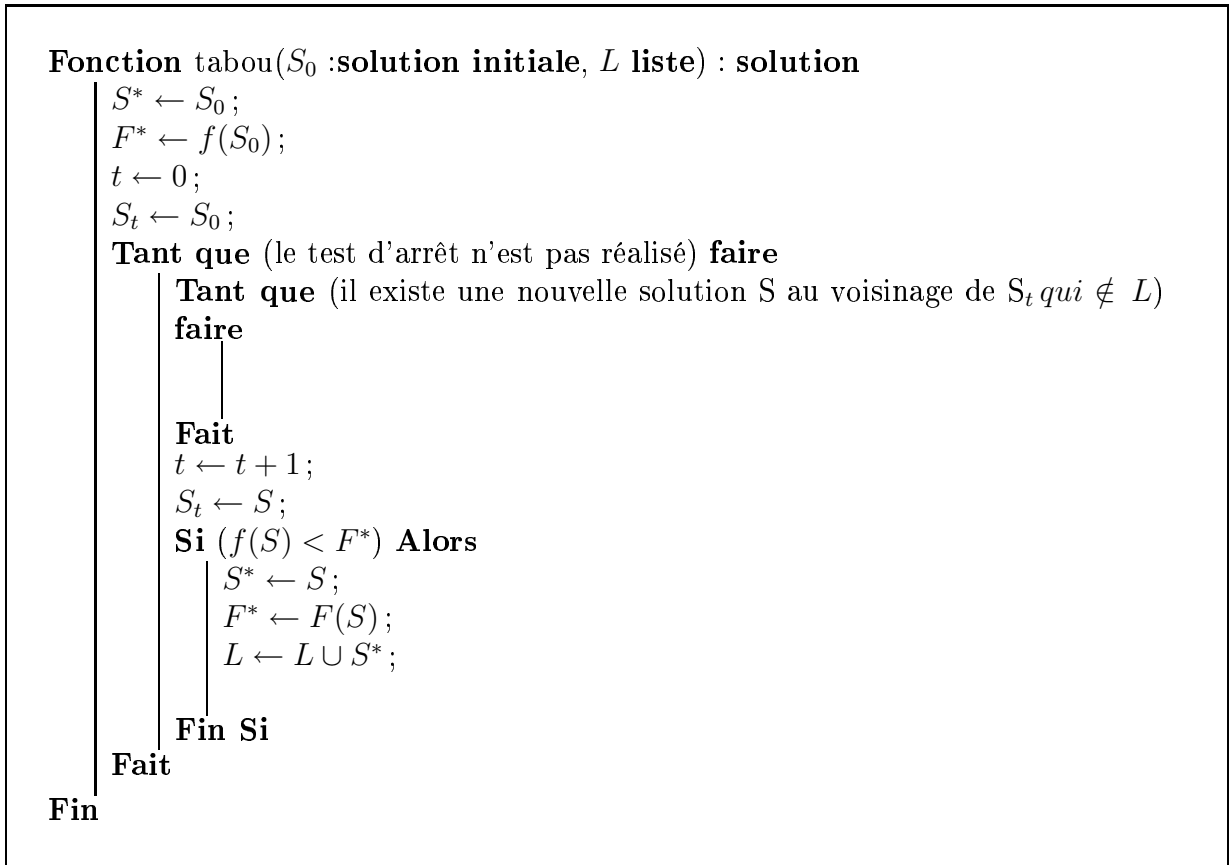 Fonction tabou(S₀ :solution initiale, L liste) : solution
S* ← S₀ ;
F* ← f(S₀) ;
t ← 0 ;
Sₜ ← S₀ ;
Tant que (le test d'arrêt n'est pas réalisé) faire
Tant que (il existe une nouvelle solution S au voisinage de Sₜ qui ∉ L)
faire
Fait
t ← t + 1 ;
Sₜ ← S ;
Si (f(S) < F*) Alors
S* ← S ;
F* ← F(S) ;
L ← L ∪ S* ;
Fin Si
Fait
Fin